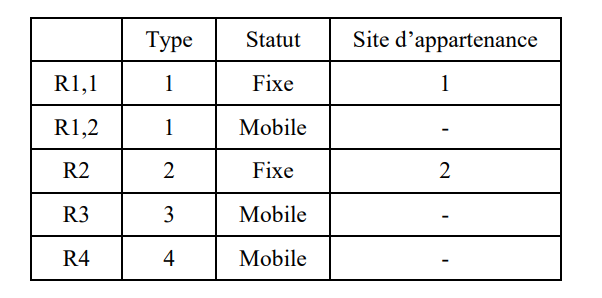 Type Statut Site d’appartenance
R1,1 1 Fixe 1
R1,2 1 Mobile -
R2 2 Fixe 2
R3 3 Mobile -
R4 4 Mobile -